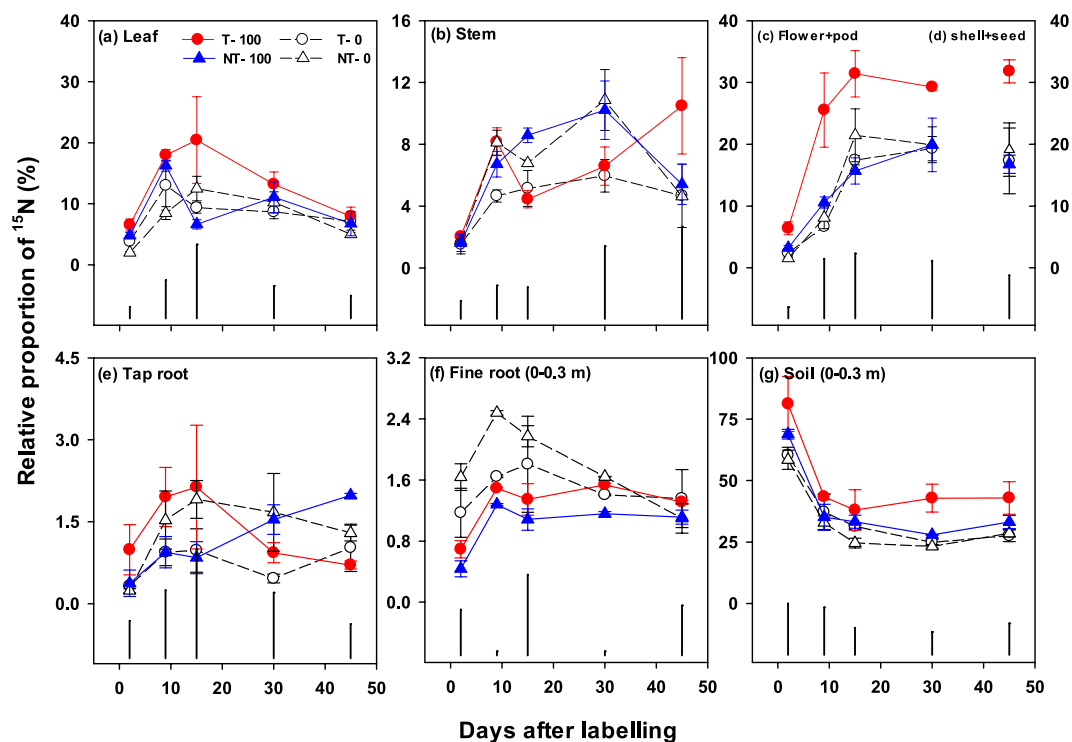 40
30
20
10
0
(a) Leaf
T- 100
T- 0
NT- 100
NT- 0
16
12
8
4
0
(b) Stem
40
30
20
10
0
(c) Flower+pod
(d) shell+seed
40
30
20
10
0
Relative proportion of ¹⁵N (%)
4.5
3.0
1.5
0.0
(e) Tap root
3.2
2.4
1.6
0.8
0.0
(f) Fine root (0-0.3 m)
100
75
50
25
0
(g) Soil (0-0.3 m)
0 10 20 30 40 50
0 10 20 30 40 50
0 10 20 30 40 50
Days after labelling